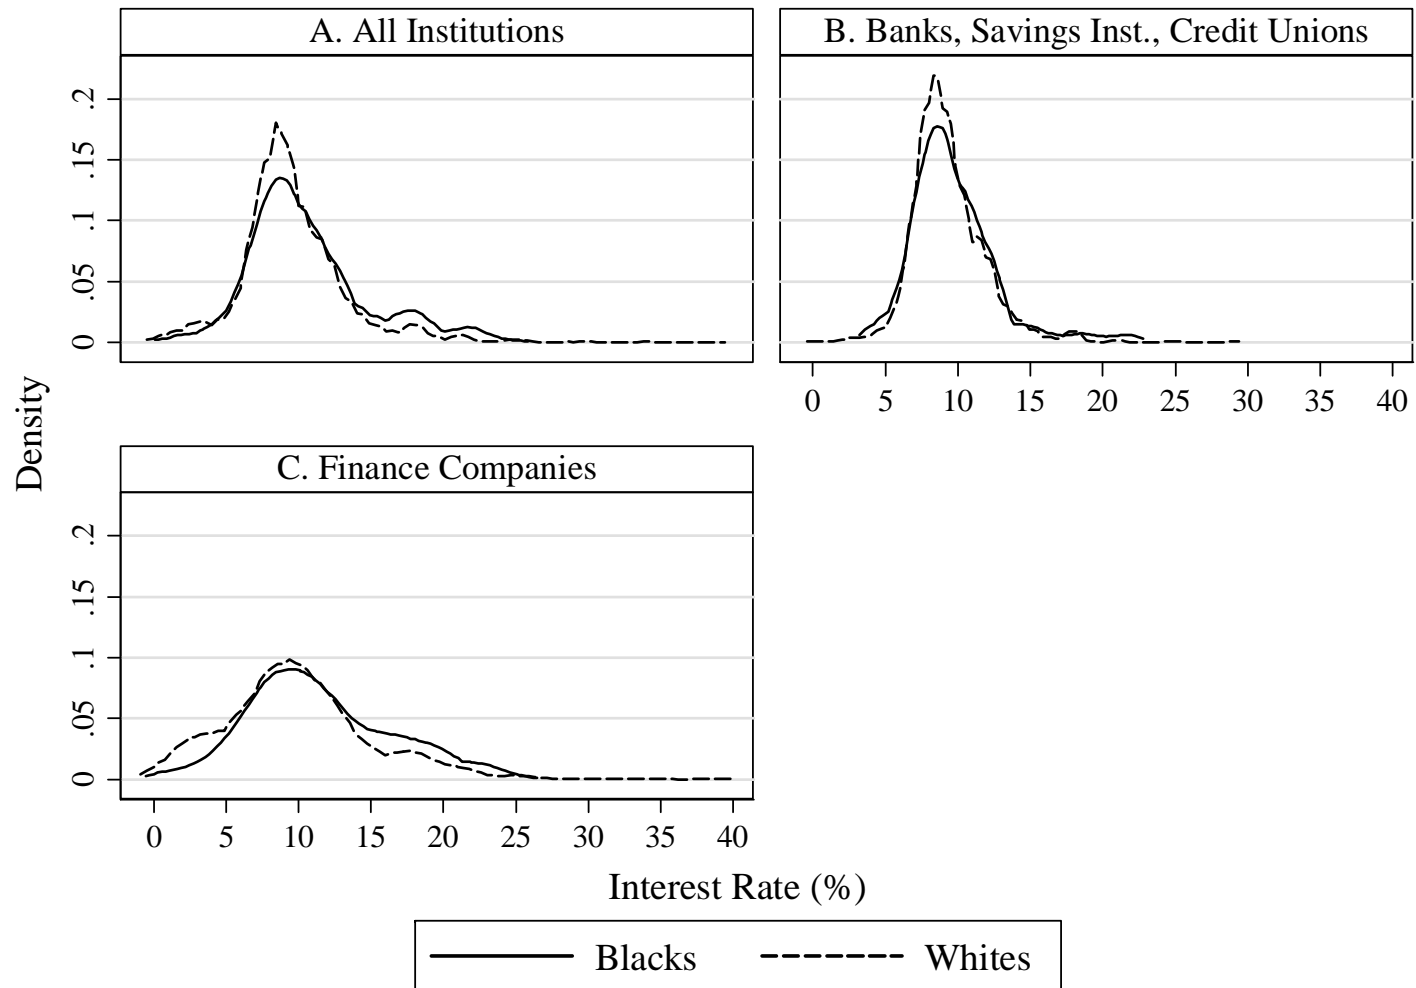 A. All Institutions
B. Banks, Savings Inst., Credit Unions
.2
.15
.1
.05
0
0 5 10 15 20 25 30 35 40
Density
C. Finance Companies
.2
.15
.1
.05
0
0 5 10 15 20 25 30 35 40
Interest Rate (%)
Blacks Whites